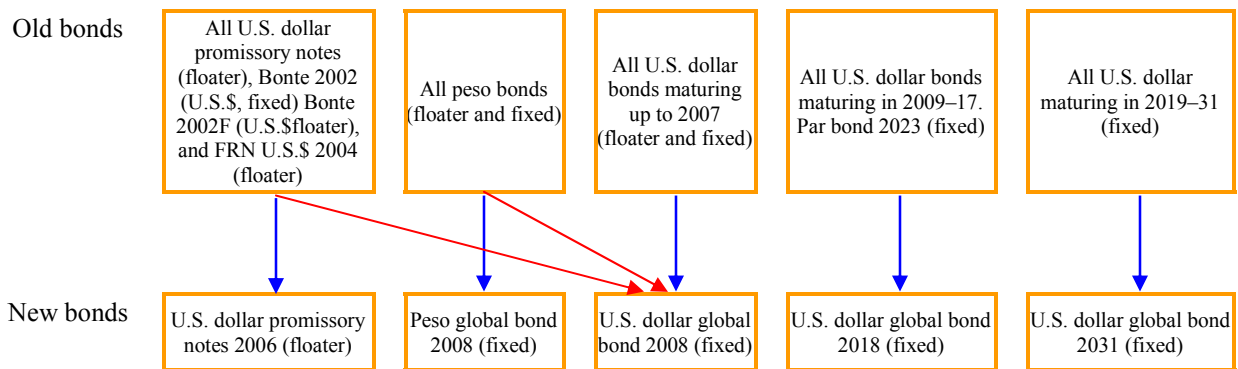 Old bonds
All U.S. dollar
promissory notes
(floater), Bonte 2002
(U.S.$, fixed) Bonte
2002F (U.S.$floater),
and FRN U.S.$ 2004
(floater)
All peso bonds
(floater and fixed)
All U.S. dollar
bonds maturing
up to 2007
(floater and fixed)
All U.S. dollar bonds
maturing in 2009–17.
Par bond 2023 (fixed)
All U.S. dollar
maturing in 2019–31
(fixed)
New bonds
U.S. dollar promissory
notes 2006 (floater)
Peso global bond
2008 (fixed)
U.S. dollar global
bond 2008 (fixed)
U.S. dollar global bond
2018 (fixed)
U.S. dollar global bond
2031 (fixed)